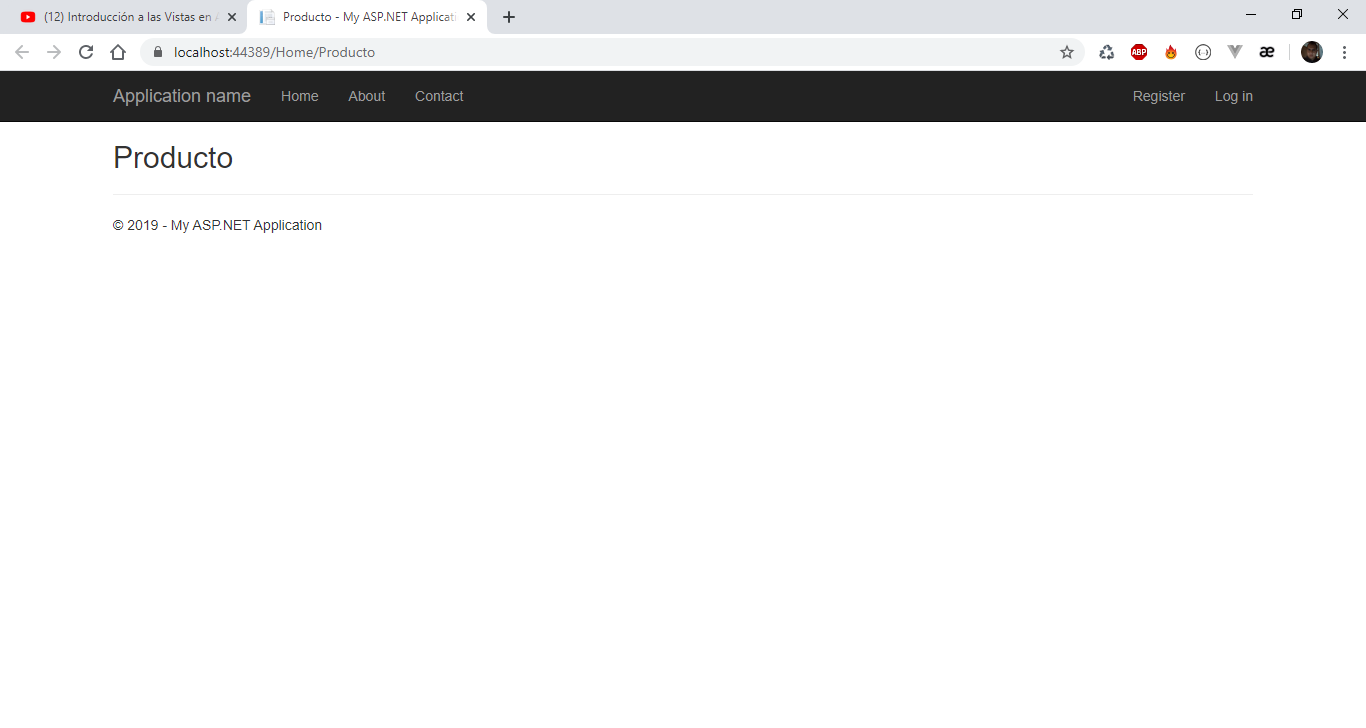 (12) Introducción a las Vistas en
Producto - My ASP.NET Applicati
localhost:44389/Home/Producto
ABP
æ
Application name Home About Contact Register Log in
Producto
© 2019 - My ASP.NET Application